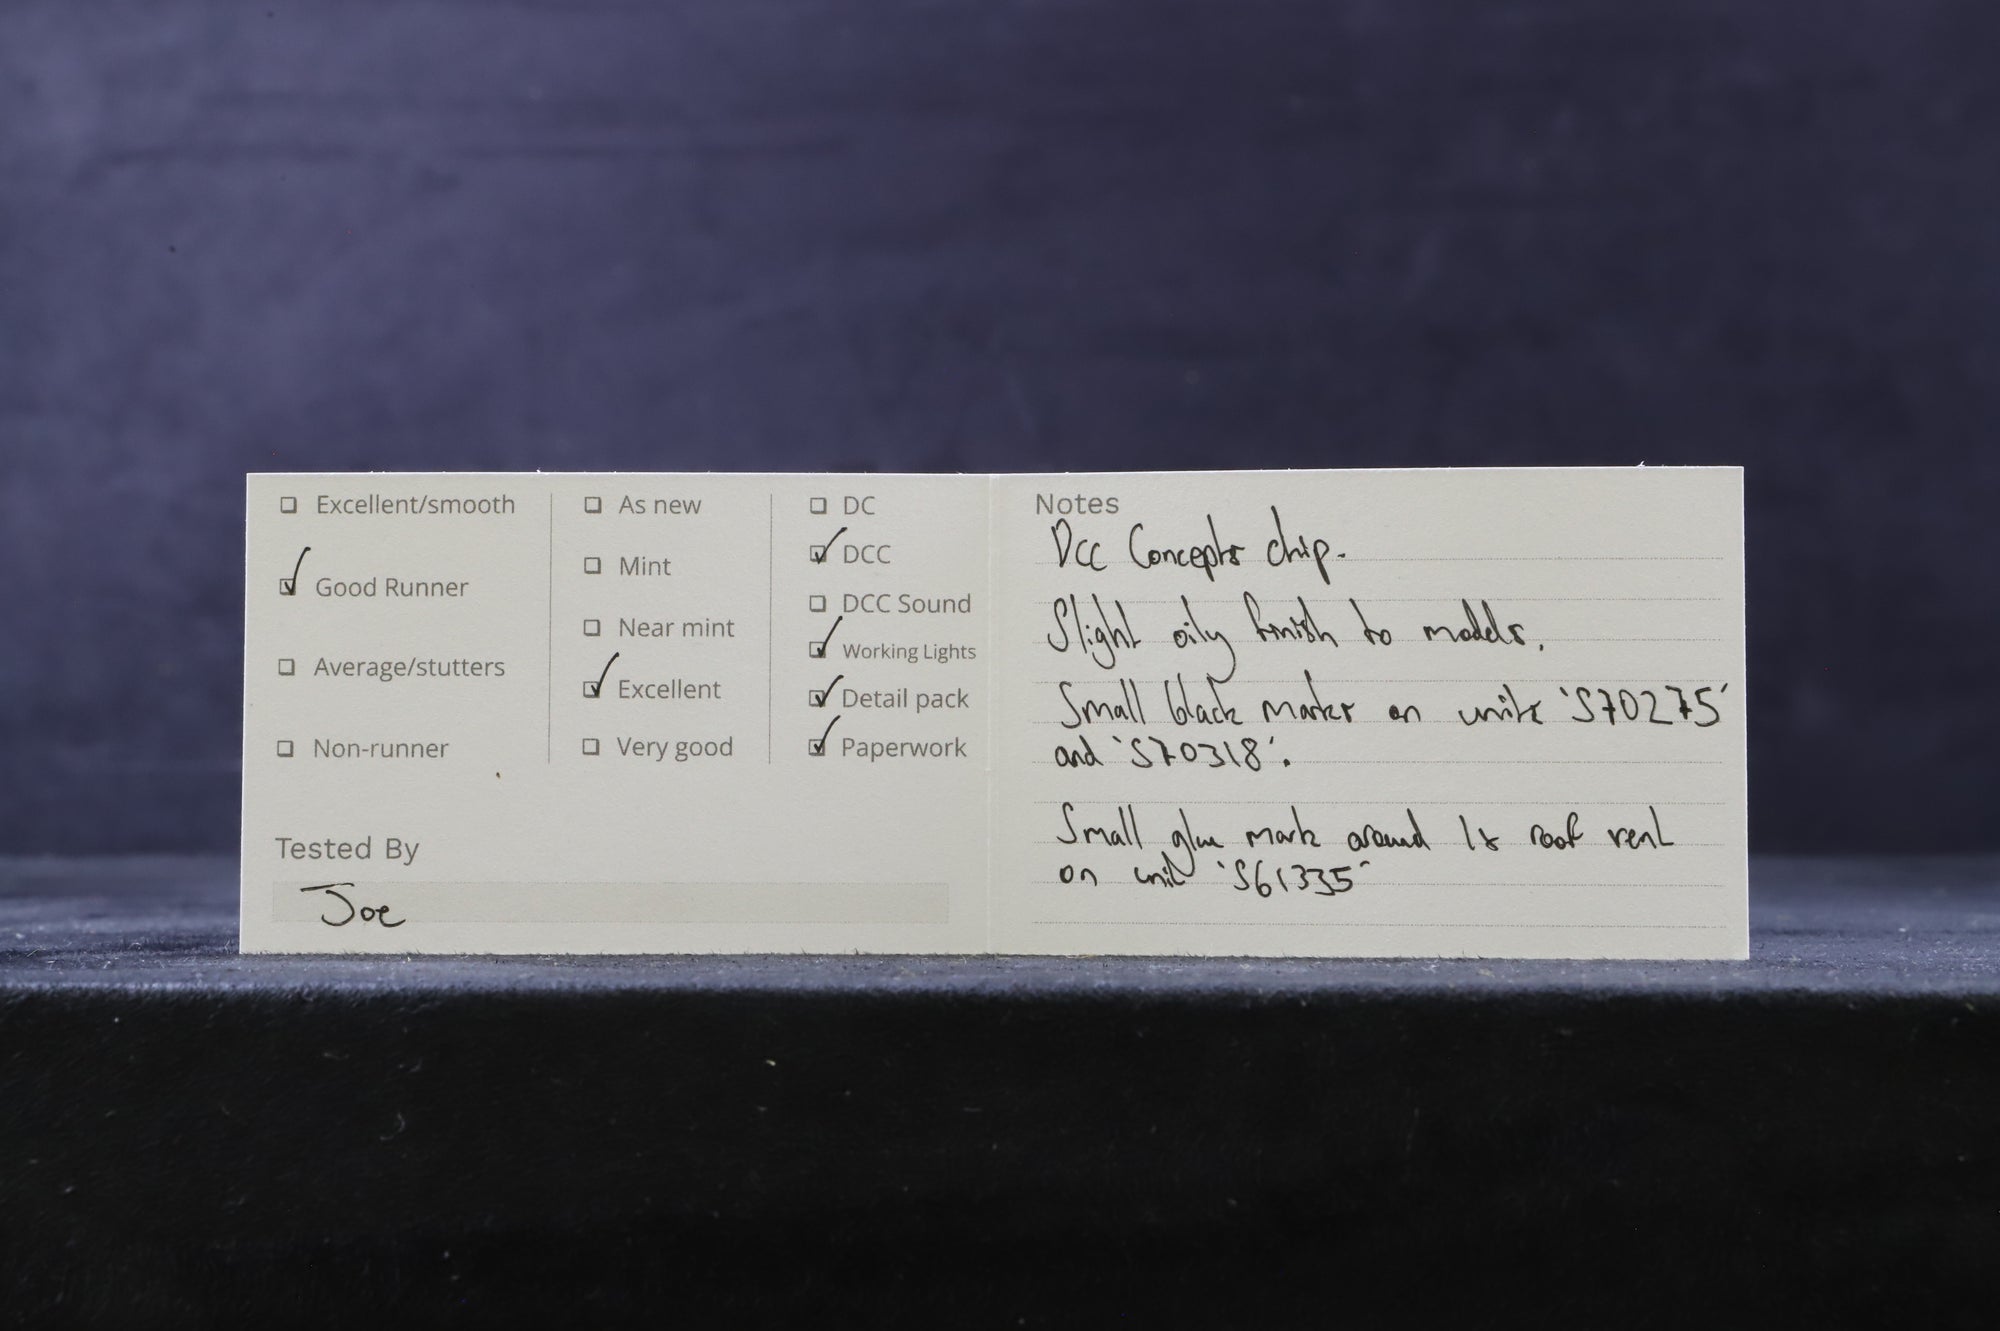 Excellent/smooth
Good Runner
Average/stutters
Non-runner
As new
Mint
Near mint
Excellent
Very good
DC
DCC
DCC Sound
Working Lights
Detail pack
Paperwork
Tested By
Joe
Notes
Dcc Concepts chip.
Slight oily finish to models.
Small black marks on units 'S70275'
and 'S70318'.
Small glue mark around 1x roof vent
on unit 'S61335'